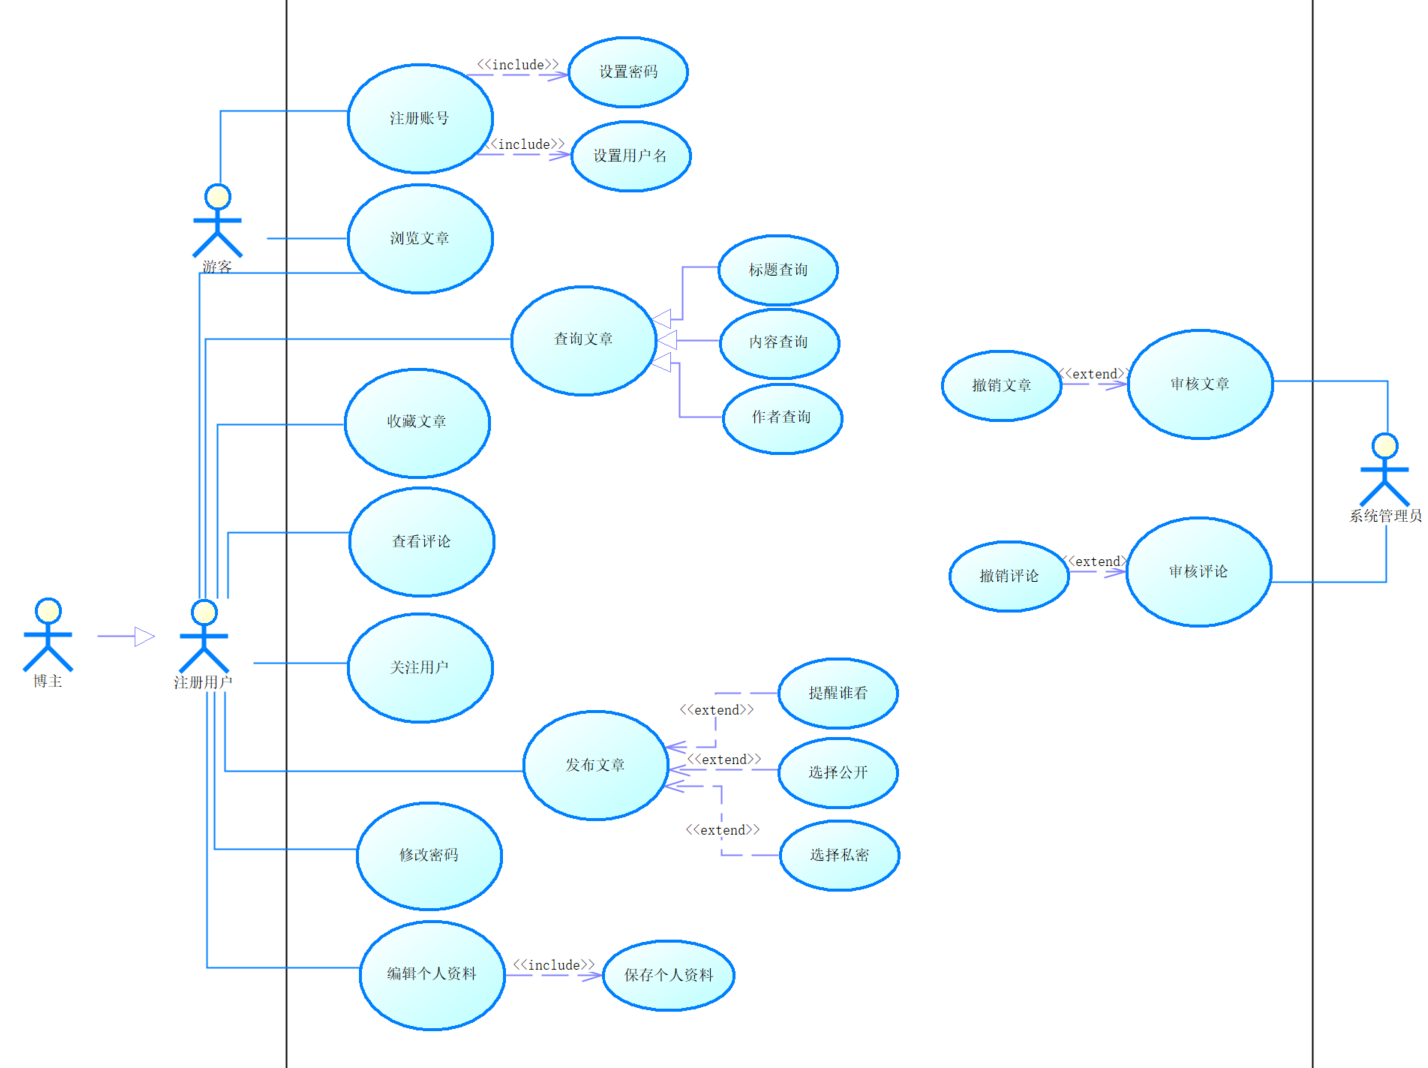 <<include>>
设置密码
注册账号
<<include>>
设置用户名
浏览文章
游客
标题查询
查询文章
内容查询
作者查询
收藏文章
查看评论
撤销文章
<<extend>>
审核文章
系统管理员
撤销评论
<<extend>>
审核评论
博主
注册用户
关注用户
提醒谁看
<<extend>>
发布文章
<<extend>>
选择公开
<<extend>>
选择私密
修改密码
编辑个人资料
<<include>>
保存个人资料